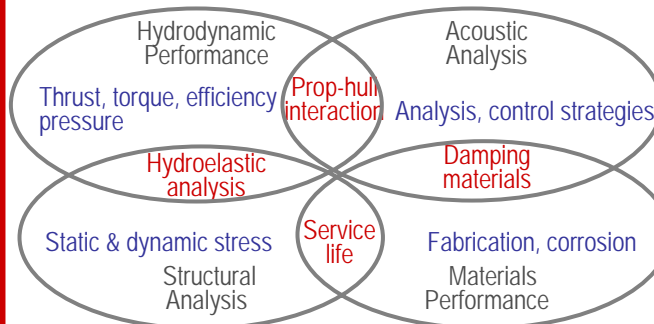 Hydrodynamic
Performance
Acoustic
Analysis
Thrust, torque, efficiency
pressure
Prop-hull
interaction
Analysis, control strategies
Hydroelastic
analysis
Damping
materials
Static & dynamic stress
Service
life
Fabrication, corrosion
Structural
Analysis
Materials
Performance